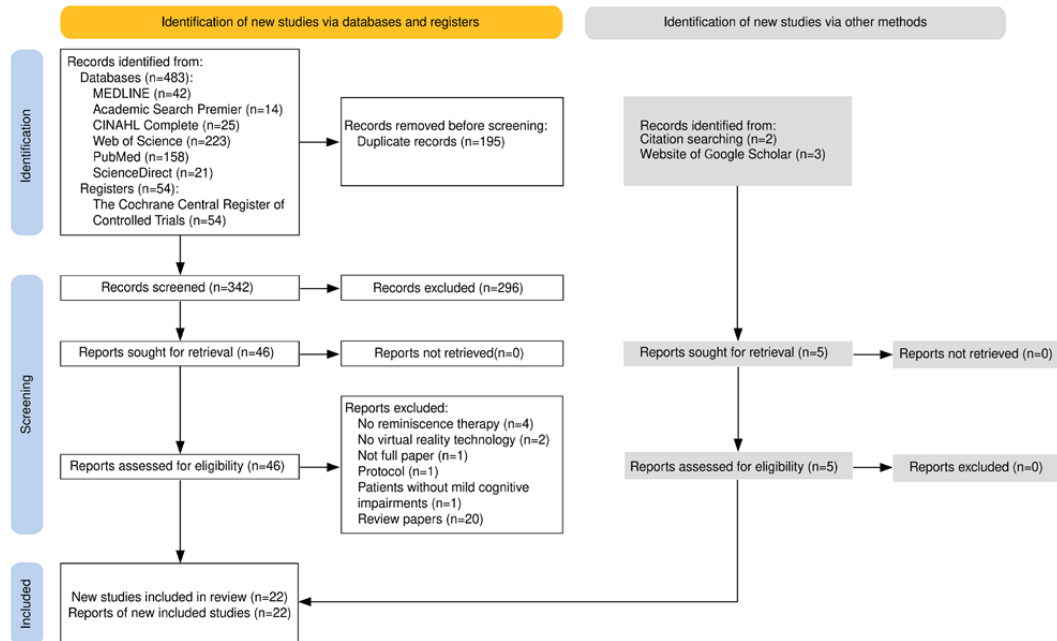 Identification of new studies via databases and registers
Identification of new studies via other methods
Identification
Records identified from:
Databases (n=483):
MEDLINE (n=42)
Academic Search Premier (n=14)
CINAHL Complete (n=25)
Web of Science (n=223)
PubMed (n=158)
ScienceDirect (n=21)
Registers (n=54):
The Cochrane Central Register of
Controlled Trials (n=54)
Records removed before screening:
Duplicate records (n=195)
Records identified from:
Citation searching (n=2)
Website of Google Scholar (n=3)
Screening
Records screened (n=342)
Records excluded (n=296)
Reports sought for retrieval (n=46)
Reports not retrieved(n=0)
Reports sought for retrieval (n=5)
Reports not retrieved (n=0)
Reports assessed for eligibility (n=46)
Reports excluded:
No reminiscence therapy (n=4)
No virtual reality technology (n=2)
Not full paper (n=1)
Protocol (n=1)
Patients without mild cognitive
impairments (n=1)
Review papers (n=20)
Reports assessed for eligibility (n=5)
Reports excluded (n=0)
Included
New studies included in review (n=22)
Reports of new included studies (n=22)